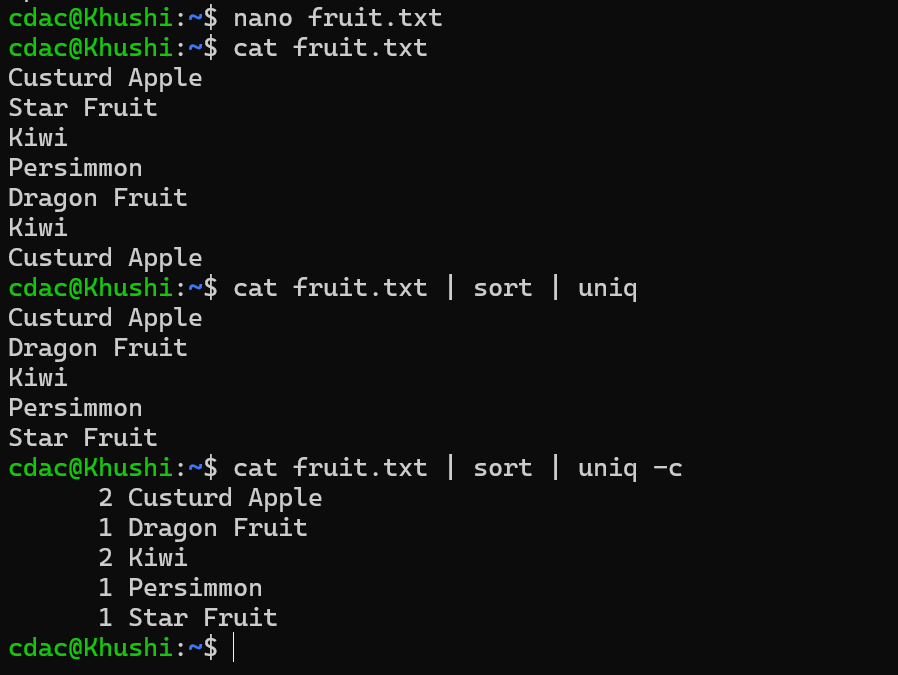 cdac@Khushi:~$ nano fruit.txt
cdac@Khushi:~$ cat fruit.txt
Custurd Apple
Star Fruit
Kiwi
Persimmon
Dragon Fruit
Kiwi
Custurd Apple
cdac@Khushi:~$ cat fruit.txt | sort | uniq
Custurd Apple
Dragon Fruit
Kiwi
Persimmon
Star Fruit
cdac@Khushi:~$ cat fruit.txt | sort | uniq -c
      2 Custurd Apple
      1 Dragon Fruit
      2 Kiwi
      1 Persimmon
      1 Star Fruit
cdac@Khushi:~$